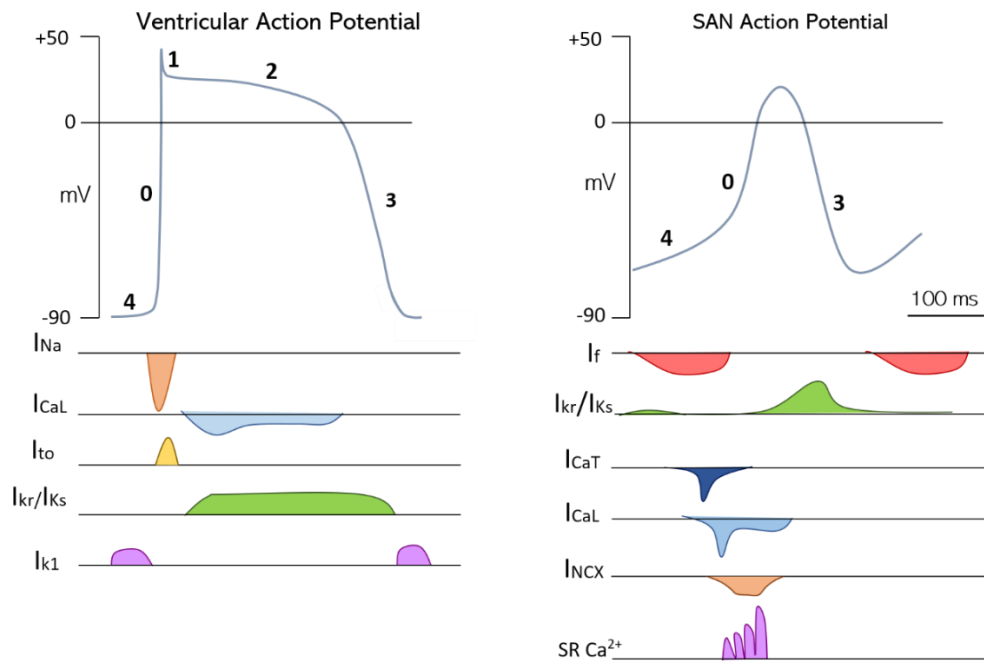 Ventricular Action Potential
+50
1
2
0
mV
0
3
4
-90
INa
ICaL
Ito
Ikr/IKs
Ik1
SAN Action Potential
+50
0
mV
0
3
4
-90
100 ms
If
Ikr/IKs
ICaT
ICaL
INCX
SR Ca²⁺